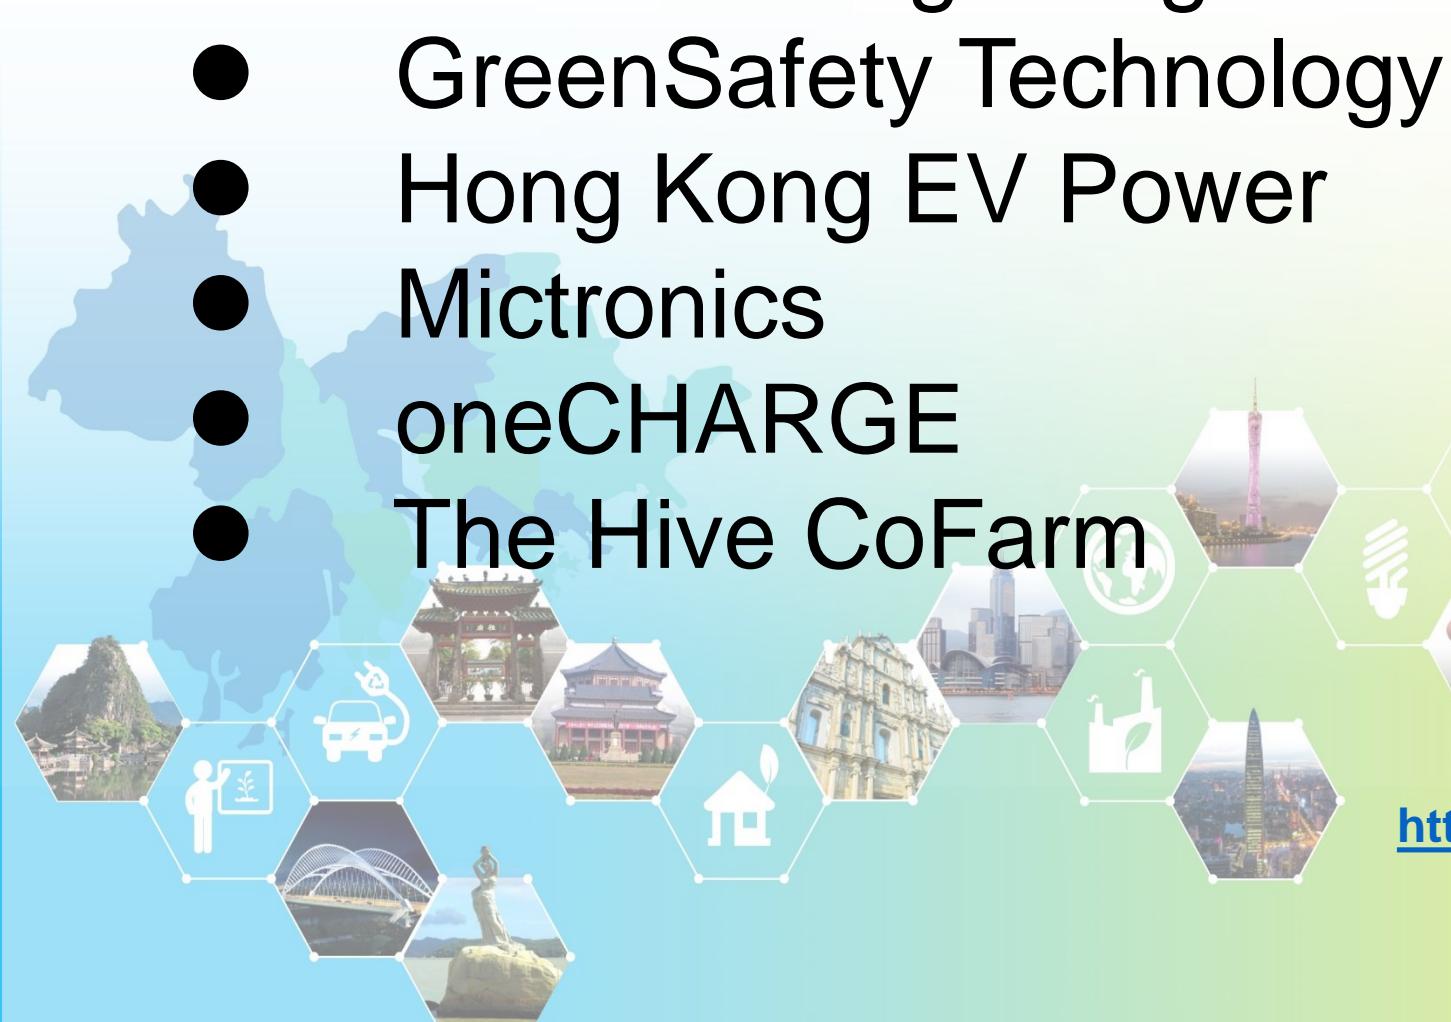 ● GreenSafety Technology
● Hong Kong EV Power
● Mictronics
● oneCHARGE
● The Hive CoFarm